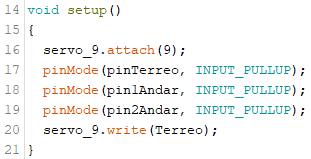 14 void setup()
15 {
16   servo_9.attach(9);
17   pinMode(pinTerreo, INPUT_PULLUP);
18   pinMode(pin1Andar, INPUT_PULLUP);
19   pinMode(pin2Andar, INPUT_PULLUP);
20   servo_9.write(Terreo);
21 }